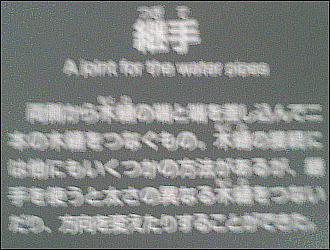 つぎ て
継手
A joint for the water pipes
両側から木樋の端と端を差し込んで二
本の木樋をつなぐもの。木樋の接続に
は他にもいくつかの方法があるが、継
手を使うと太さの異なる木樋をつない
だり、方向を変えたりすることができた。